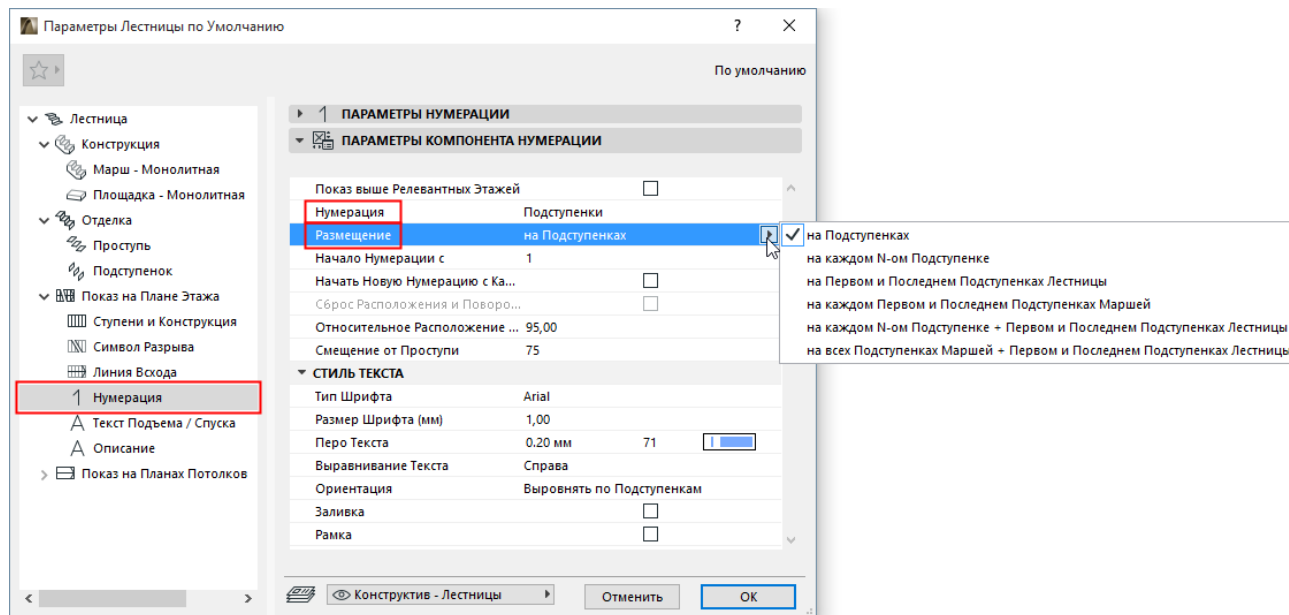 Параметры Лестницы по Умолчанию
?
По умолчанию
Лестница
Конструкция
Марш - Монолитная
Площадка - Монолитная
Отделка
Проступь
Подступенок
Показ на Плане Этажа
Ступени и Конструкция
Символ Разрыва
Линия Всхода
1 Нумерация
Текст Подъема / Спуска
Описание
Показ на Планах Потолков
1 ПАРАМЕТРЫ НУМЕРАЦИИ
ПАРАМЕТРЫ КОМПОНЕНТА НУМЕРАЦИИ
Показ выше Релевантных Этажей
Нумерация Подступенки
Размещение на Подступенках
Начало Нумерации с 1
Начать Новую Нумерацию с Ка...
Сброс Расположения и Поворо...
Относительное Расположение ... 95,00
Смещение от Проступи 75
СТИЛЬ ТЕКСТА
Тип Шрифта Arial
Размер Шрифта (мм) 1,00
Перо Текста 0.20 мм 71
Выравнивание Текста Справа
Ориентация Выровнять по Подступенкам
Заливка
Рамка
на Подступенках
на каждом N-ом Подступенке
на Первом и Последнем Подступенках Лестницы
на каждом Первом и Последнем Подступенках Маршей
на каждом N-ом Подступенке + Первом и Последнем Подступенках Лестницы
на всех Подступенках Маршей + Первом и Последнем Подступенках Лестницы
Конструктив - Лестницы
Отменить
OK